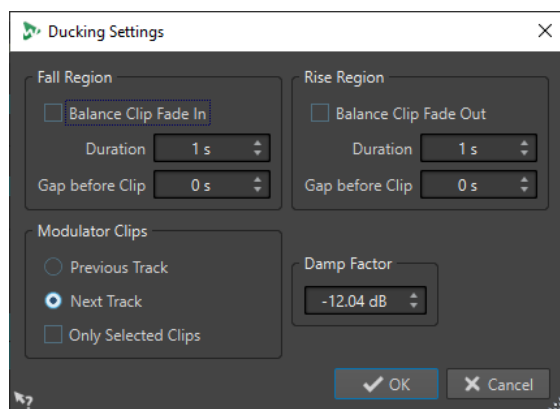 Ducking Settings
Fall Region
Balance Clip Fade In
Duration 1 s
Gap before Clip 0 s
Rise Region
Balance Clip Fade Out
Duration 1 s
Gap before Clip 0 s
Modulator Clips
Previous Track
Next Track
Only Selected Clips
Damp Factor
-12.04 dB
OK Cancel
?